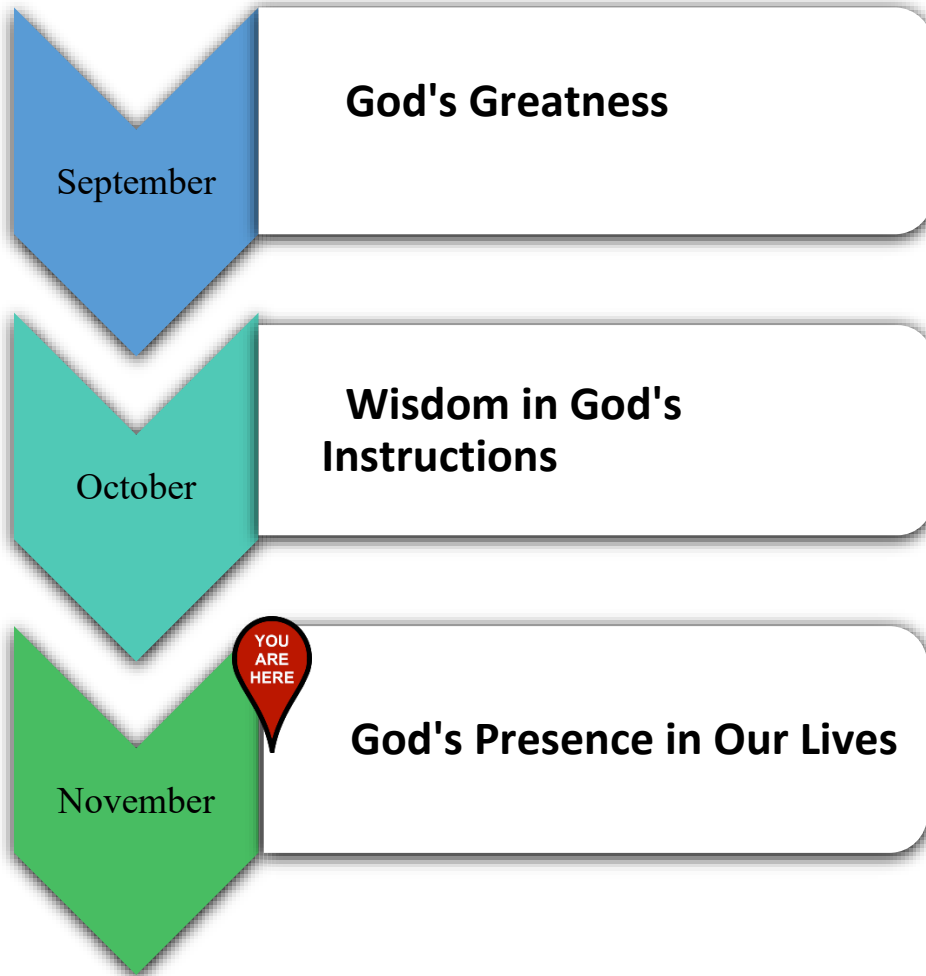 God's Greatness
September
Wisdom in God's
Instructions
October
YOU
ARE
HERE
God's Presence in Our Lives
November